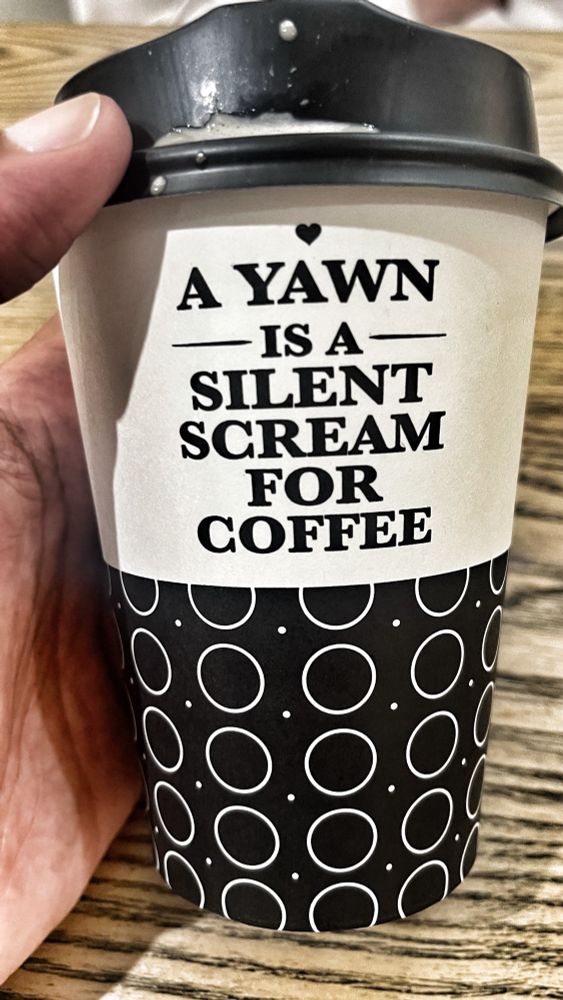 A YAWN
IS A
SILENT
SCREAM
FOR
COFFEE